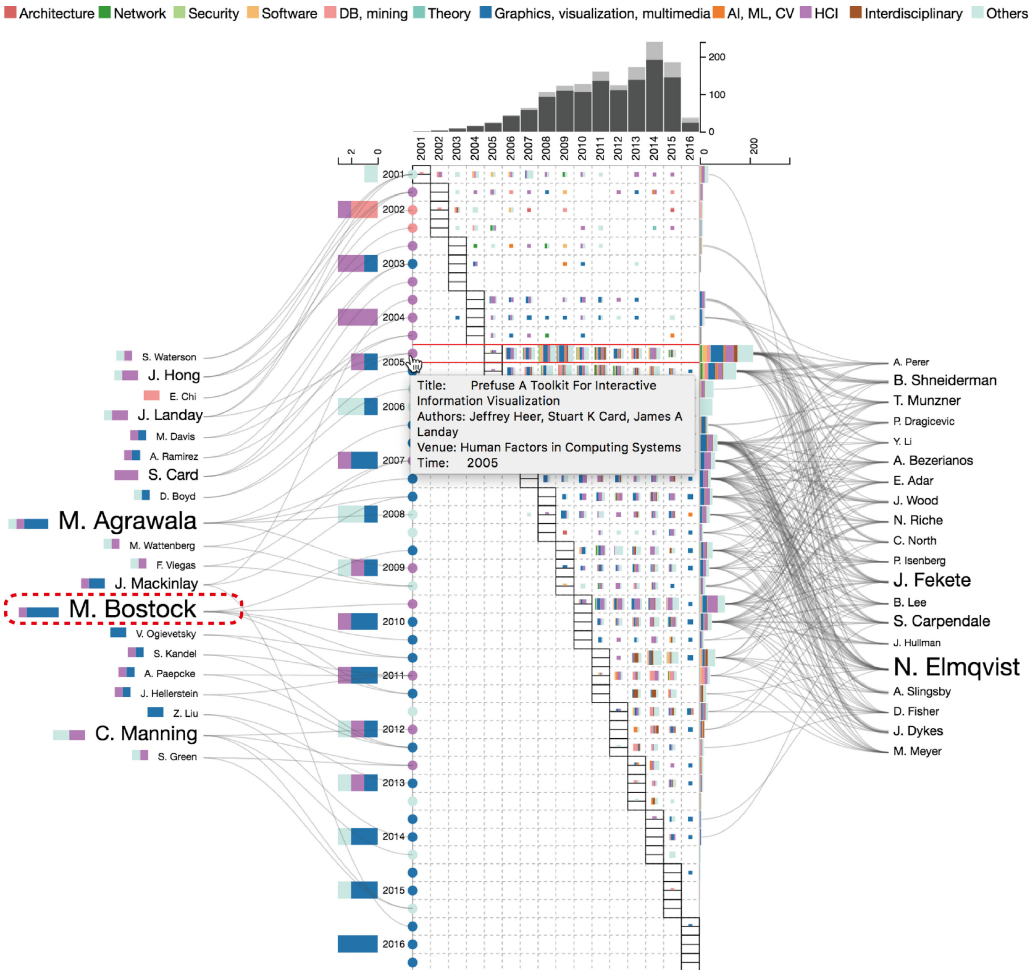 Architecture Network Security Software DB, mining Theory Graphics, visualization, multimedia AI, ML, CV HCI Interdisciplinary Others
200
100
0
2001 2002 2003 2004 2005 2006 2007 2008 2009 2010 2011 2012 2013 2014 2015 2016
2 0
0 200
2001
2002
2003
2004
2005
2006
2007
2008
2009
2010
2011
2012
2013
2014
2015
2016
S. Waterson
J. Hong
E. Chi
J. Landay
M. Davis
A. Ramirez
S. Card
D. Boyd
M. Agrawala
M. Wattenberg
F. Viegas
J. Mackinlay
M. Bostock
V. Ogievetsky
S. Kandel
A. Paepcke
J. Hellerstein
Z. Liu
C. Manning
S. Green
Title: Prefuse A Toolkit For Interactive
Information Visualization
Authors: Jeffrey Heer, Stuart K Card, James A
Landay
Venue: Human Factors in Computing Systems
Time: 2005
A. Perer
B. Shneiderman
T. Munzner
P. Dragicevic
Y. Li
A. Bezerianos
E. Adar
J. Wood
N. Riche
C. North
P. Isenberg
J. Fekete
B. Lee
S. Carpendale
J. Hullman
N. Elmqvist
A. Slingsby
D. Fisher
J. Dykes
M. Meyer